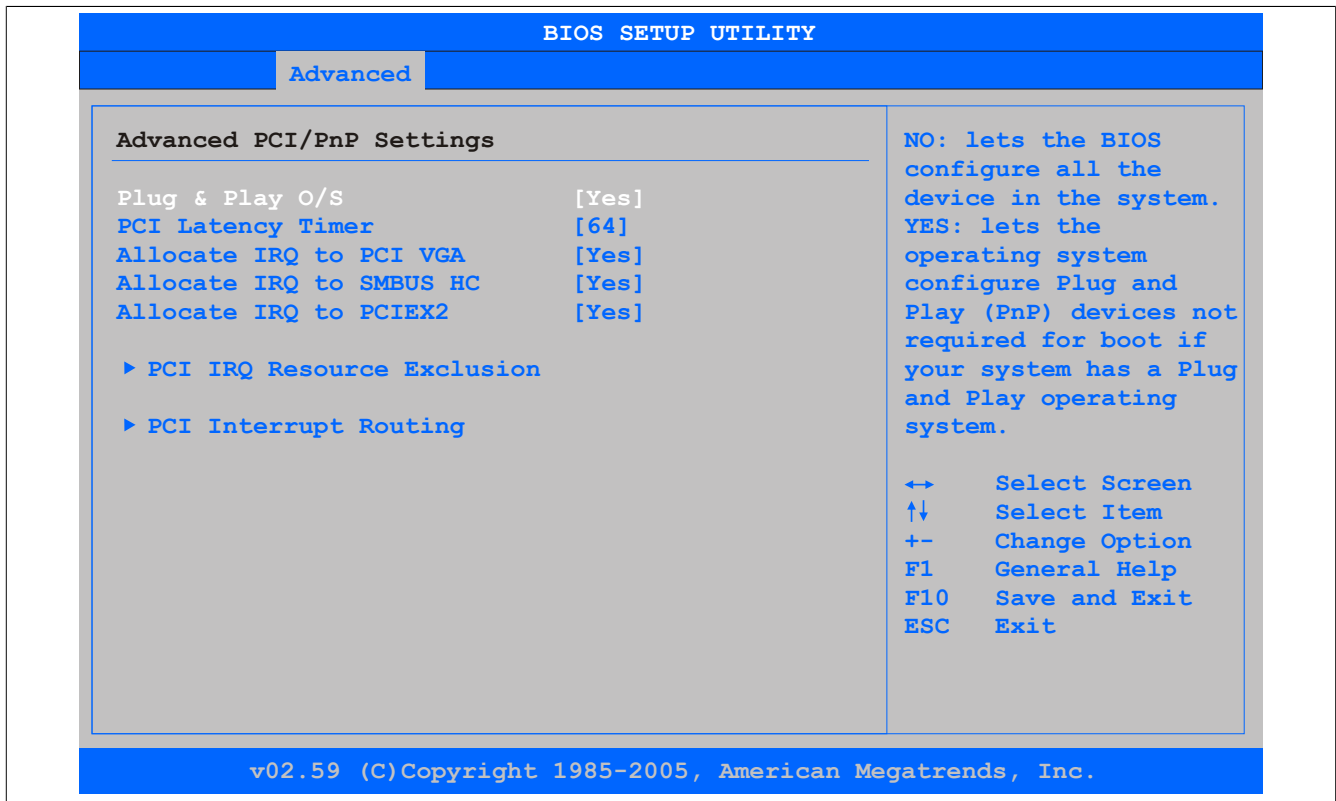 BIOS SETUP UTILITY
Advanced
Advanced PCI/PnP Settings
Plug & Play O/S [Yes]
PCI Latency Timer [64]
Allocate IRQ to PCI VGA [Yes]
Allocate IRQ to SMBUS HC [Yes]
Allocate IRQ to PCIEX2 [Yes]
▶ PCI IRQ Resource Exclusion
▶ PCI Interrupt Routing
NO: lets the BIOS
configure all the
device in the system.
YES: lets the
operating system
configure Plug and
Play (PnP) devices not
required for boot if
your system has a Plug
and Play operating
system.
↔ Select Screen
↑↓ Select Item
+- Change Option
F1 General Help
F10 Save and Exit
ESC Exit
v02.59 (C)Copyright 1985-2005, American Megatrends, Inc.